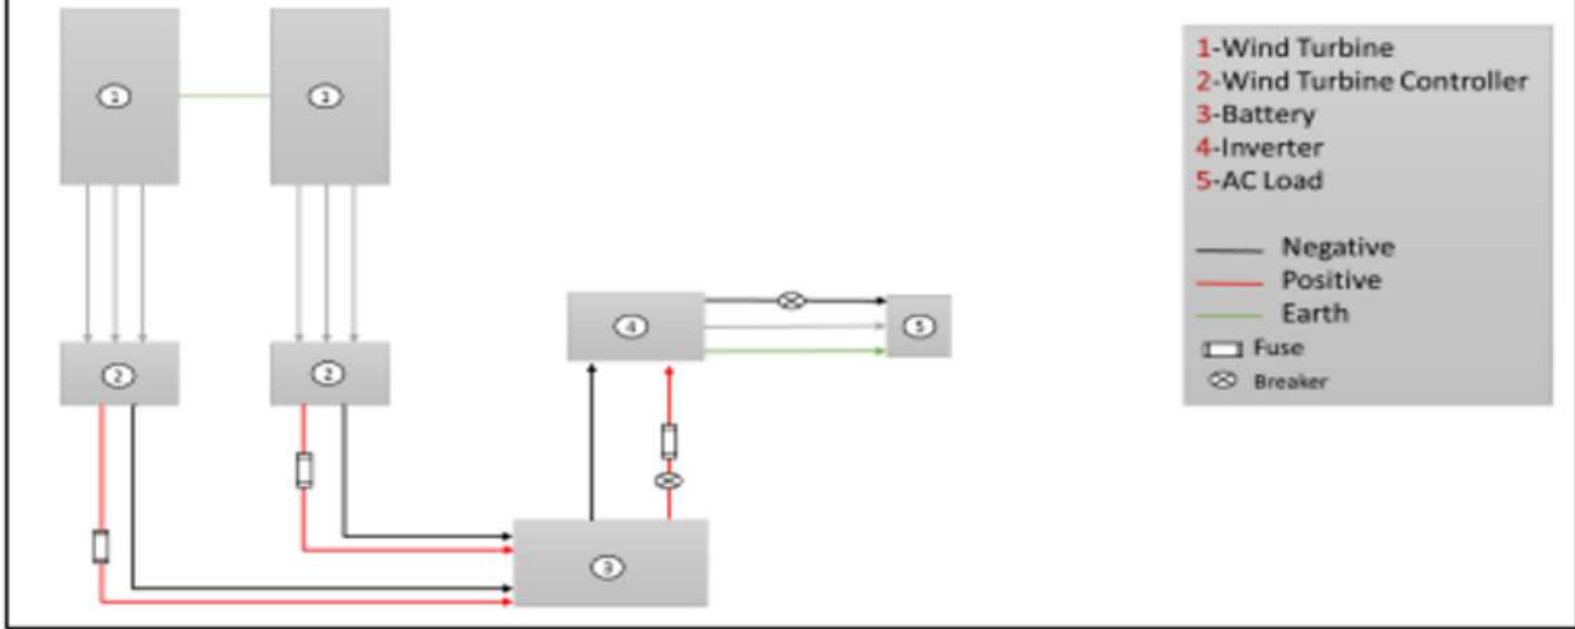 1
1
2
2
4
5
3
1-Wind Turbine
2-Wind Turbine Controller
3-Battery
4-Inverter
5-AC Load
Negative
Positive
Earth
Fuse
Breaker